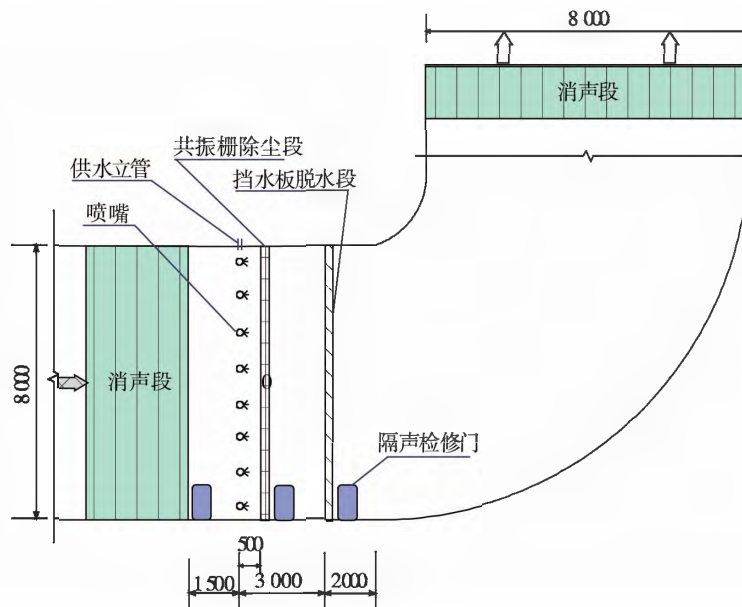 8 000
消声段
共振栅除尘段
供水立管
挡水板脱水段
喷嘴
8 000
消声段
0
隔声检修门
500
1 500
3 000
2000